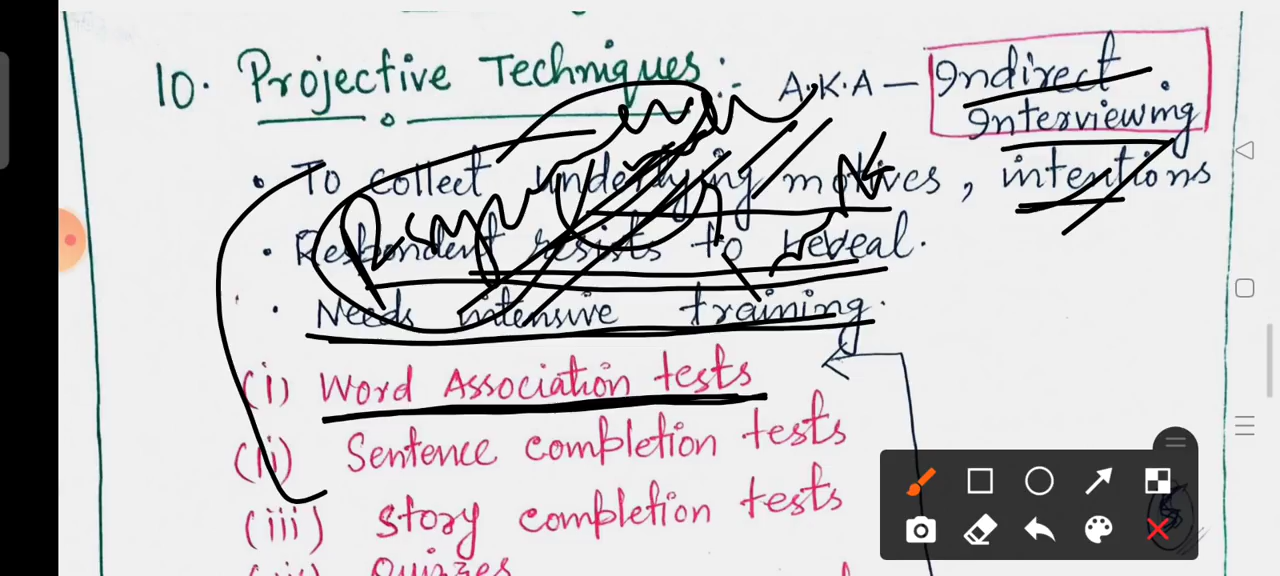 10. Projective Techniques :- A.K.A — Indirect
Interviewing
• To collect underlying motives, intentions
• Respondent resists to reveal.
• Needs intensive training.
(i) Word Association tests
(ii) Sentence completion tests
(iii) Story completion tests
Quizzes